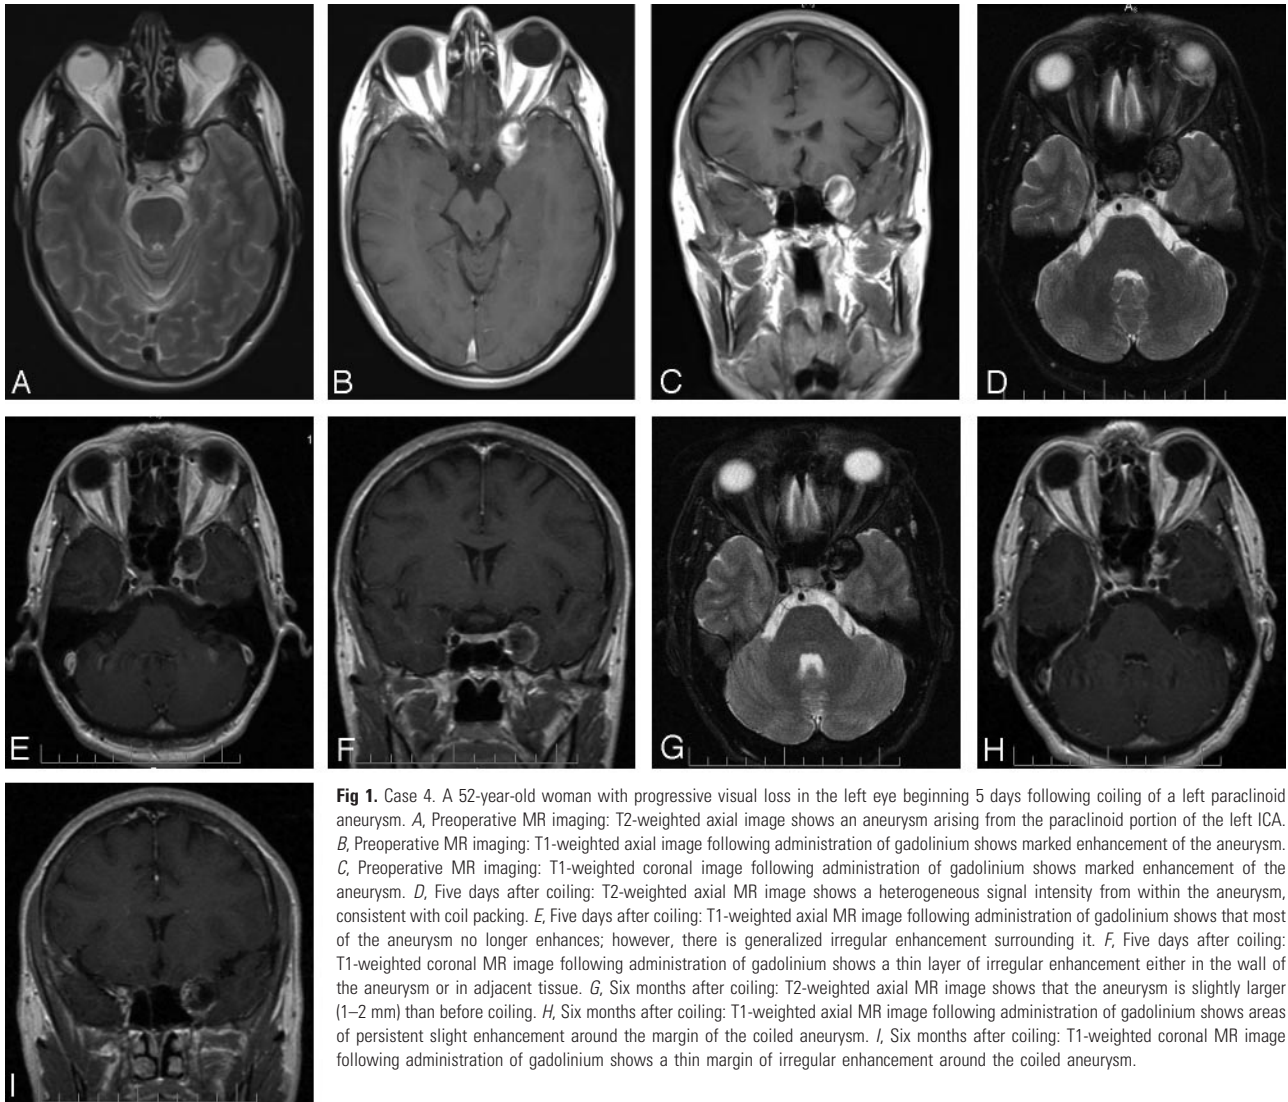 A
B
C
A
D
1
E
F
G
H
I
Fig 1. Case 4. A 52-year-old woman with progressive visual loss in the left eye beginning 5 days following coiling of a left paraclinoid
aneurysm. A, Preoperative MR imaging: T2-weighted axial image shows an aneurysm arising from the paraclinoid portion of the left ICA.
B, Preoperative MR imaging: T1-weighted axial image following administration of gadolinium shows marked enhancement of the aneurysm.
C, Preoperative MR imaging: T1-weighted coronal image following administration of gadolinium shows marked enhancement of the
aneurysm. D, Five days after coiling: T2-weighted axial MR image shows a heterogeneous signal intensity from within the aneurysm,
consistent with coil packing. E, Five days after coiling: T1-weighted axial MR image following administration of gadolinium shows that most
of the aneurysm no longer enhances; however, there is generalized irregular enhancement surrounding it. F, Five days after coiling:
T1-weighted coronal MR image following administration of gadolinium shows a thin layer of irregular enhancement either in the wall of
the aneurysm or in adjacent tissue. G, Six months after coiling: T2-weighted axial MR image shows that the aneurysm is slightly larger
(1–2 mm) than before coiling. H, Six months after coiling: T1-weighted axial MR image following administration of gadolinium shows areas
of persistent slight enhancement around the margin of the coiled aneurysm. I, Six months after coiling: T1-weighted coronal MR image
following administration of gadolinium shows a thin margin of irregular enhancement around the coiled aneurysm.